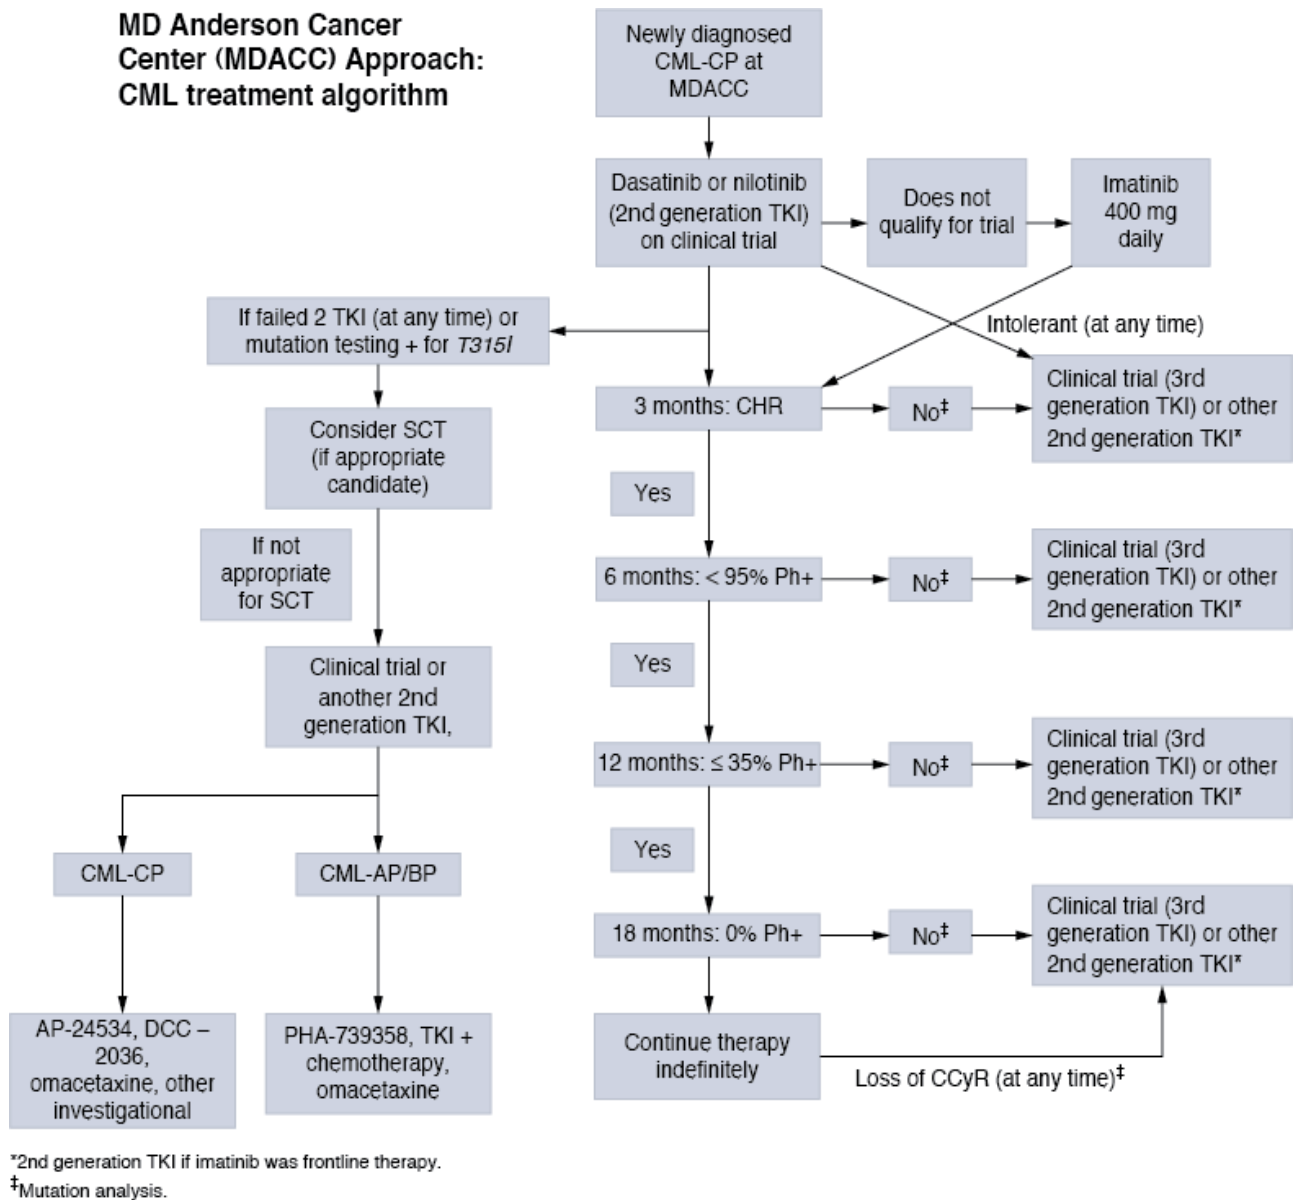 MD Anderson Cancer
Center (MDACC) Approach:
CML treatment algorithm
Newly diagnosed
CML-CP at
MDACC
Dasatinib or nilotinib
(2nd generation TKI)
on clinical trial
Does not
qualify for trial
Imatinib
400 mg
daily
If failed 2 TKI (at any time) or
mutation testing + for T315I
Intolerant (at any time)
3 months: CHR
No‡
Clinical trial (3rd
generation TKI) or other
2nd generation TKI*
Consider SCT
(if appropriate
candidate)
Yes
If not
appropriate
for SCT
6 months: < 95% Ph+
No‡
Clinical trial (3rd
generation TKI) or other
2nd generation TKI*
Yes
Clinical trial or
another 2nd
generation TKI,
12 months: ≤ 35% Ph+
No‡
Clinical trial (3rd
generation TKI) or other
2nd generation TKI*
Yes
CML-CP
CML-AP/BP
18 months: 0% Ph+
No‡
Clinical trial (3rd
generation TKI) or other
2nd generation TKI*
AP-24534, DCC –
2036,
omacetaxine, other
investigational
PHA-739358, TKI +
chemotherapy,
omacetaxine
Continue therapy
indefinitely
Loss of CCyR (at any time)‡
*2nd generation TKI if imatinib was frontline therapy.
‡Mutation analysis.